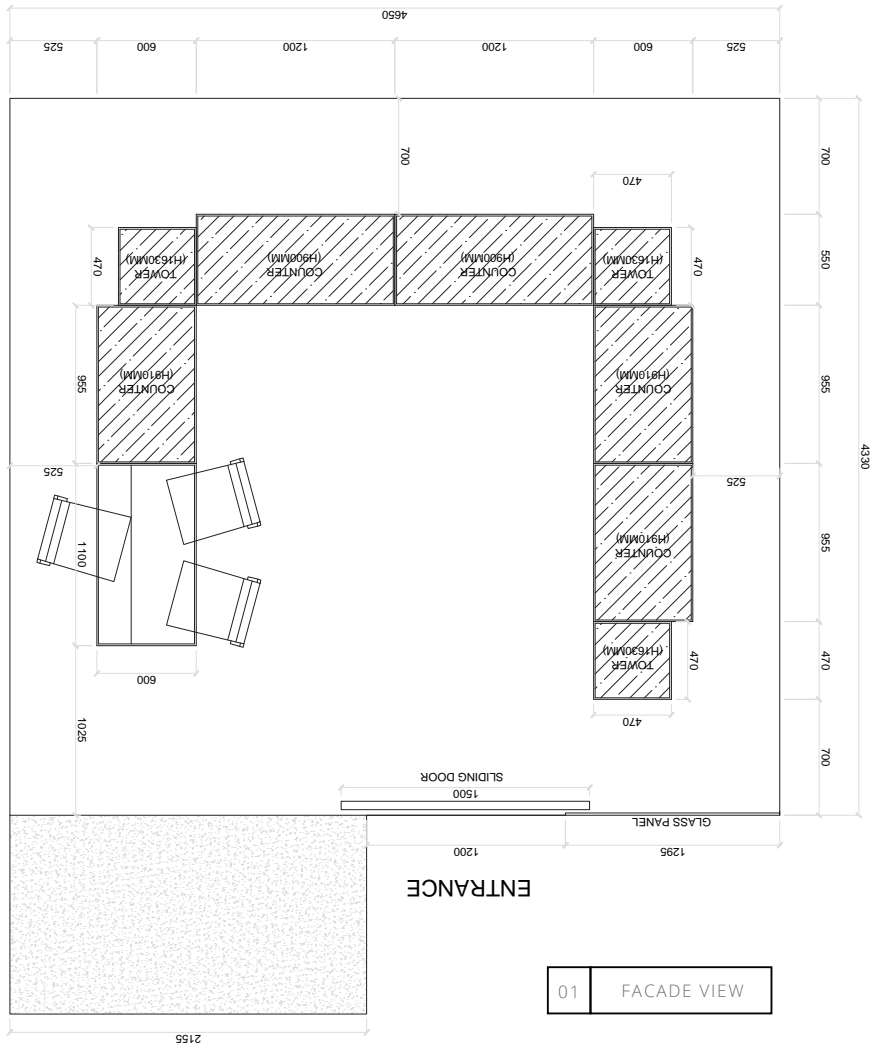 4650
525
600
1200
1200
600
525
700
700
470
470
TOWER
(H1630MM)
COUNTER
(H900MM)
COUNTER
(H900MM)
TOWER
(H1630MM)
470
550
955
COUNTER
(H910MM)
COUNTER
(H910MM)
955
4330
525
525
1100
COUNTER
(H910MM)
955
600
TOWER
(H1630MM)
470
470
470
1025
700
SLIDING DOOR
1500
GLASS PANEL
1200
1295
ENTRANCE
01
FACADE VIEW
2155